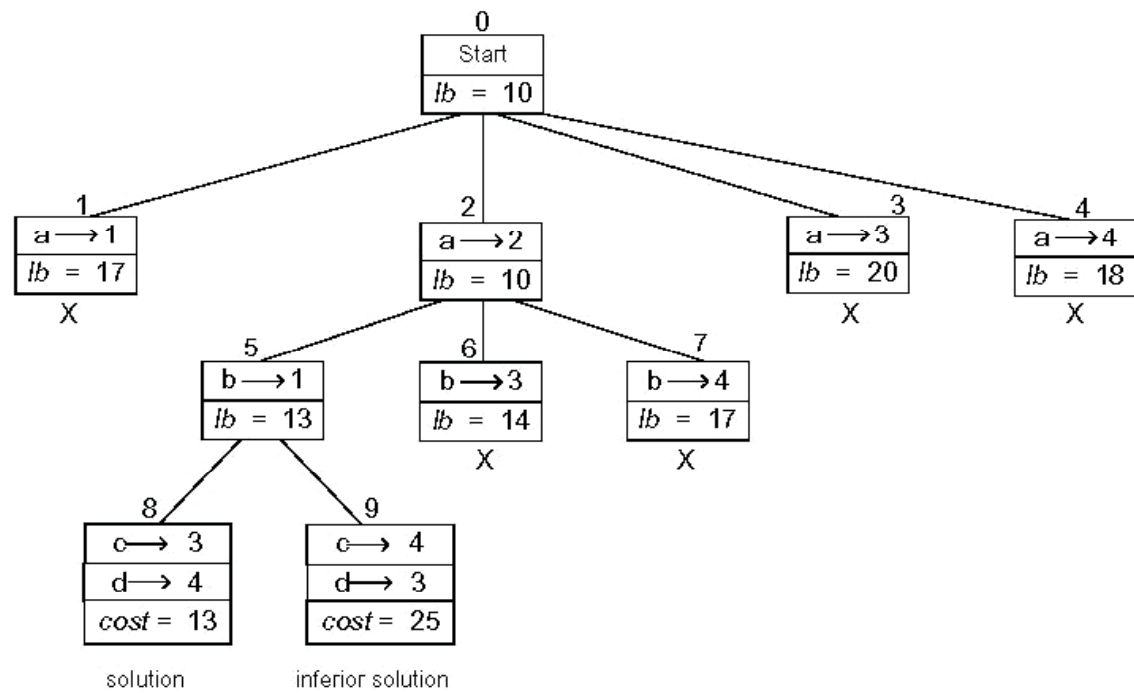 0
Start
lb = 10
1
a → 1
lb = 17
X
2
a → 2
lb = 10
3
a → 3
lb = 20
X
4
a → 4
lb = 18
X
5
b → 1
lb = 13
6
b → 3
lb = 14
X
7
b → 4
lb = 17
X
8
c → 3
d → 4
cost = 13
solution
9
c → 4
d → 3
cost = 25
inferior solution